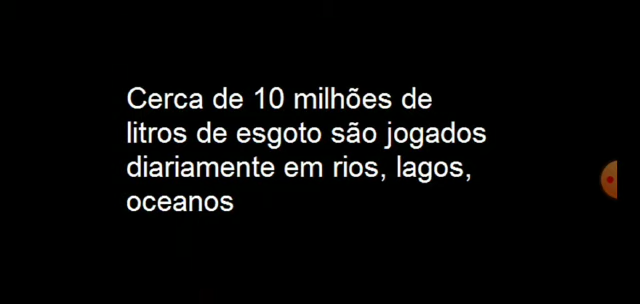 Cerca de 10 milhões de
litros de esgoto são jogados
diariamente em rios, lagos,
oceanos